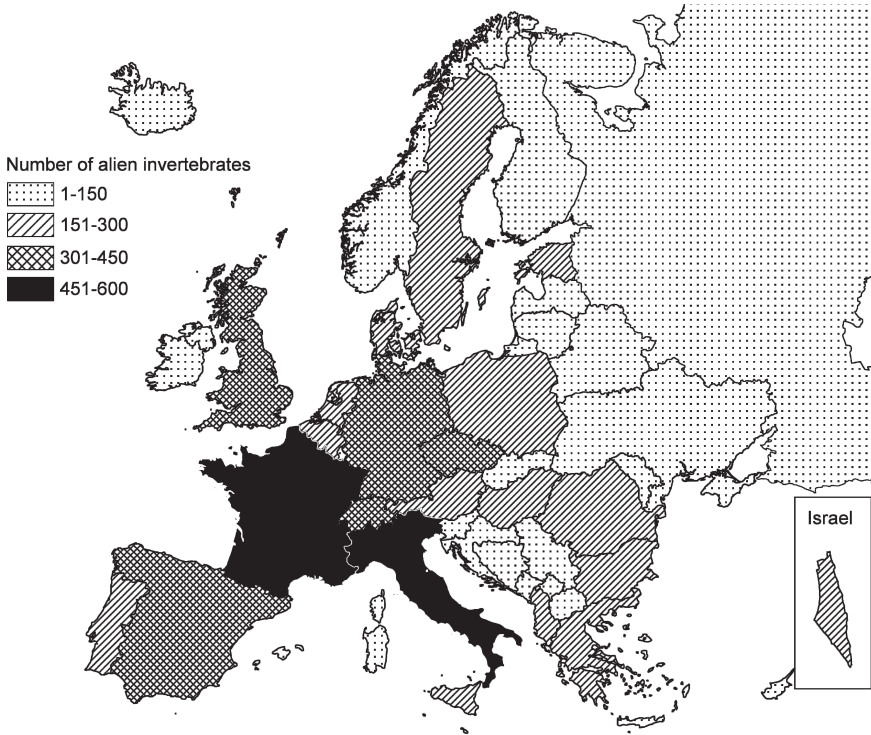 Number of alien invertebrates
1-150
151-300
301-450
451-600
Israel